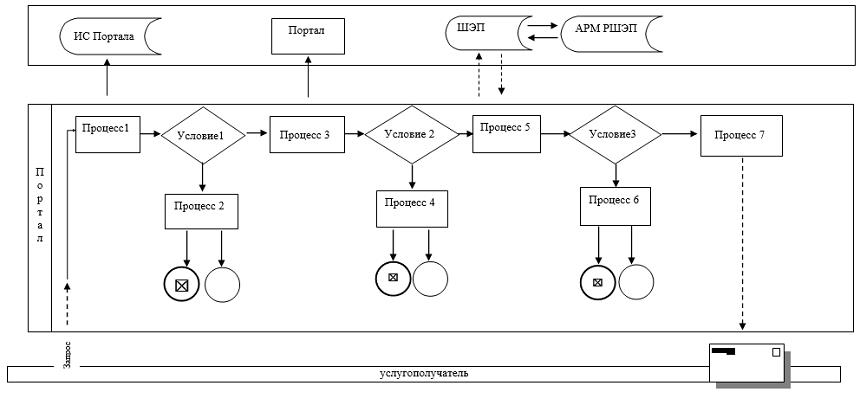 ИС Портала
Портал
ШЭП
АРМ РШЭП
Портал
Процесс1
Условие1
Процесс 3
Условие 2
Процесс 5
Условие3
Процесс 7
Процесс 2
Процесс 4
Процесс 6
Запрос
услугополучатель